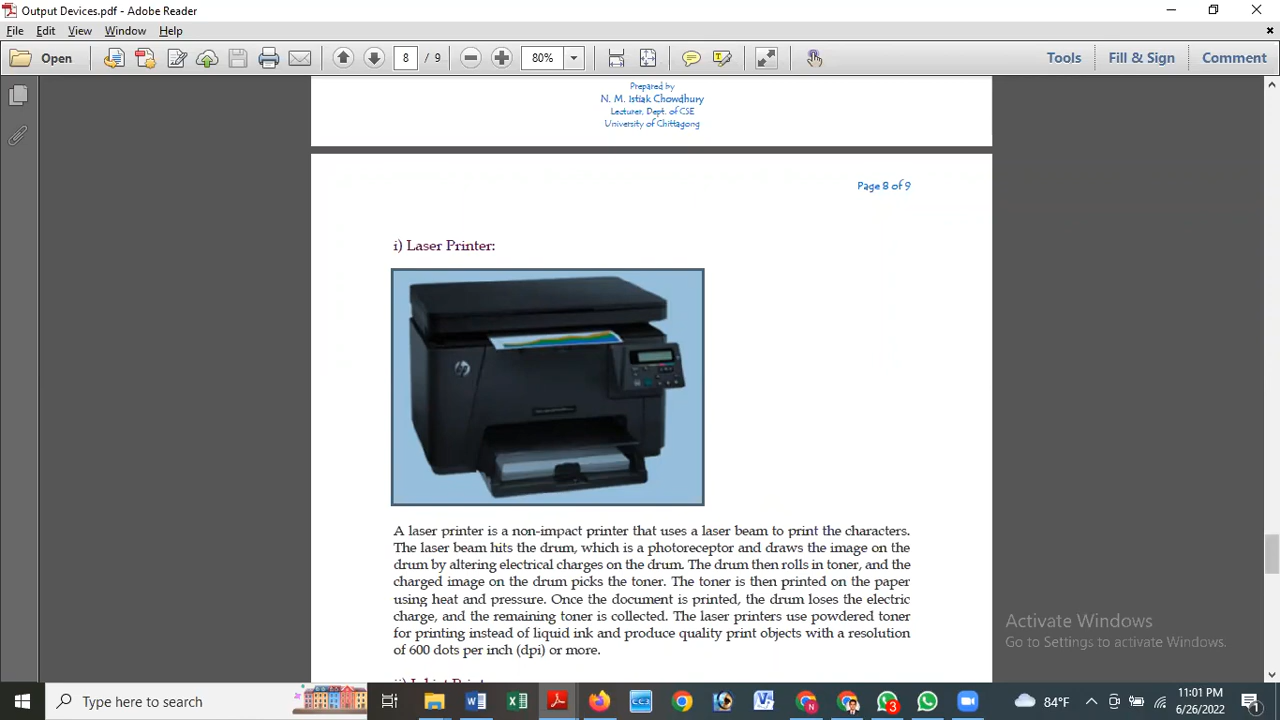 Output Devices.pdf - Adobe Reader
File Edit View Window Help
Open 8 / 9 80% Tools Fill & Sign Comment
Prepared by
N. M. Istiak Chowdhury
Lecturer, Dept. of CSE
University of Chittagong
Page 8 of 9
i) Laser Printer:
hp
A laser printer is a non-impact printer that uses a laser beam to print the characters.
The laser beam hits the drum, which is a photoreceptor and draws the image on the
drum by altering electrical charges on the drum. The drum then rolls in toner, and the
charged image on the drum picks the toner. The toner is then printed on the paper
using heat and pressure. Once the document is printed, the drum loses the electric
charge, and the remaining toner is collected. The laser printers use powdered toner
for printing instead of liquid ink and produce quality print objects with a resolution
of 600 dots per inch (dpi) or more.
Activate Windows
Go to Settings to activate Windows.
Type here to search
3
84°F
11:01 PM
6/26/2022
1